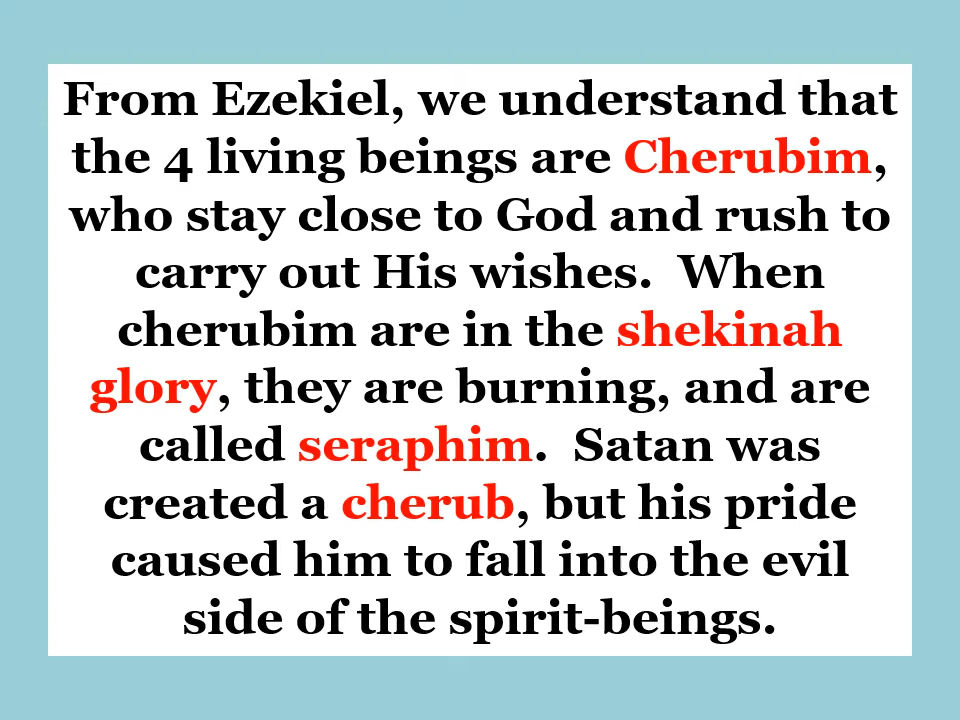 From Ezekiel, we understand that
the 4 living beings are Cherubim,
who stay close to God and rush to
carry out His wishes.  When
cherubim are in the shekinah
glory, they are burning, and are
called seraphim.  Satan was
created a cherub, but his pride
caused him to fall into the evil
side of the spirit-beings.